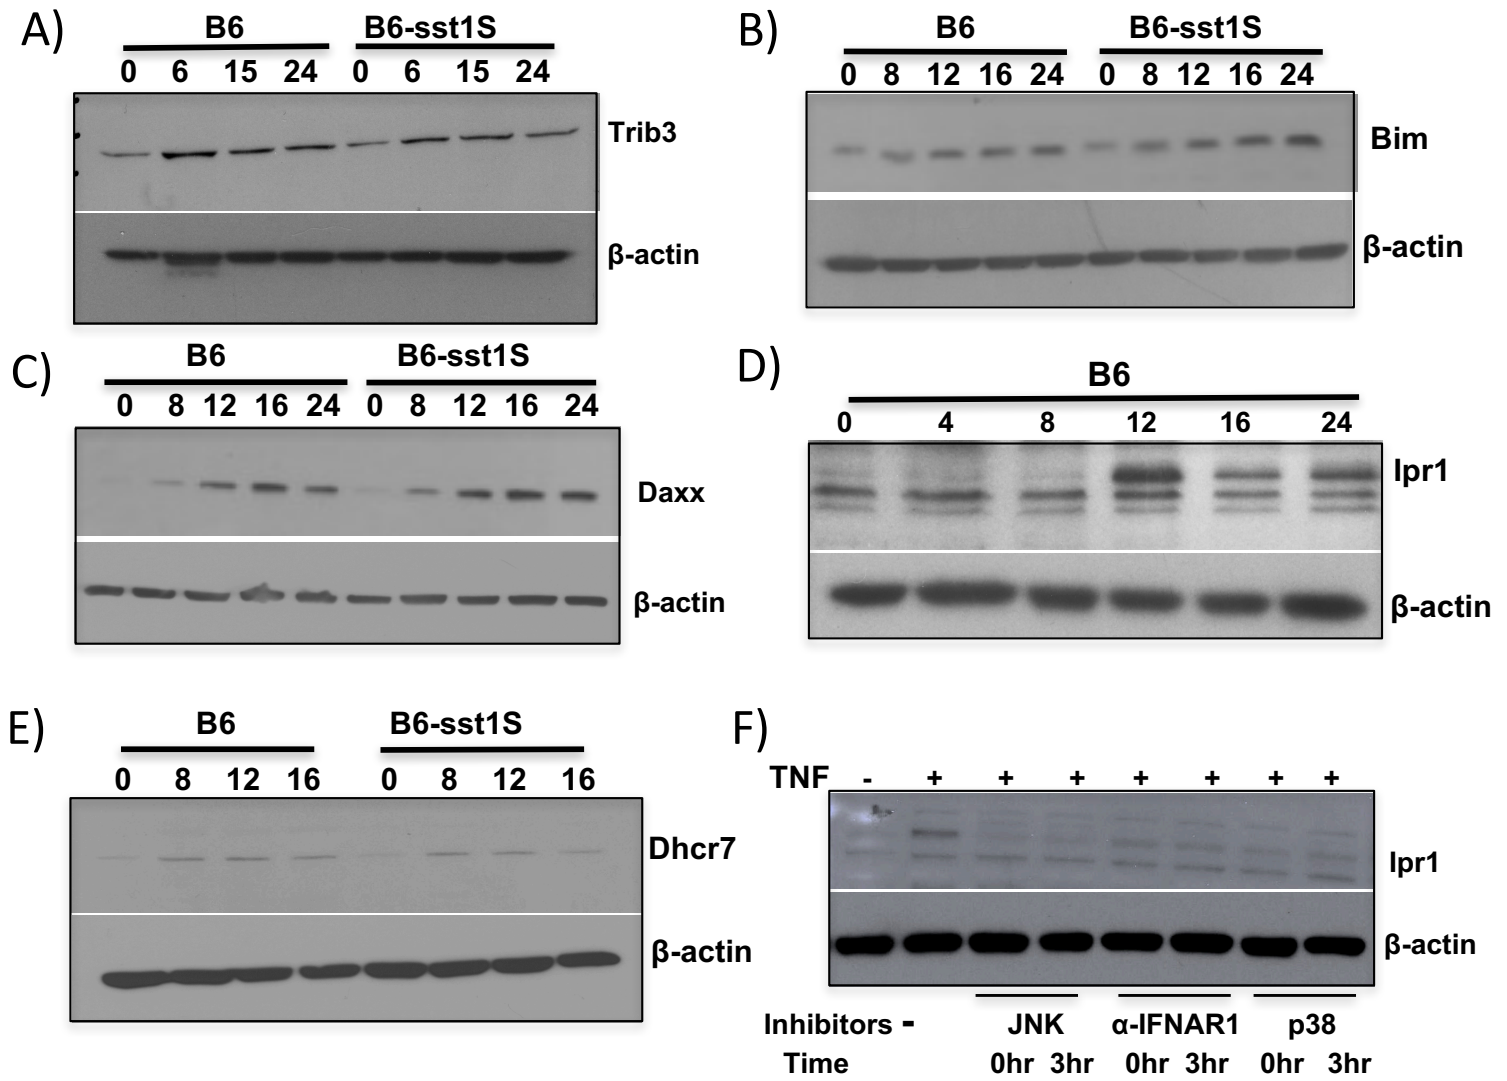 A)
B6 B6-sst1S
0 6 15 24 0 6 15 24
Trib3
β-actin
B)
B6 B6-sst1S
0 8 12 16 24 0 8 12 16 24
Bim
β-actin
C)
B6 B6-sst1S
0 8 12 16 24 0 8 12 16 24
Daxx
β-actin
D)
B6
0 4 8 12 16 24
Ipr1
β-actin
E)
B6 B6-sst1S
0 8 12 16 0 8 12 16
Dhcr7
β-actin
F)
TNF - + + + + + + +
Ipr1
β-actin
Inhibitors - JNK α-IFNAR1 p38
Time 0hr 3hr 0hr 3hr 0hr 3hr